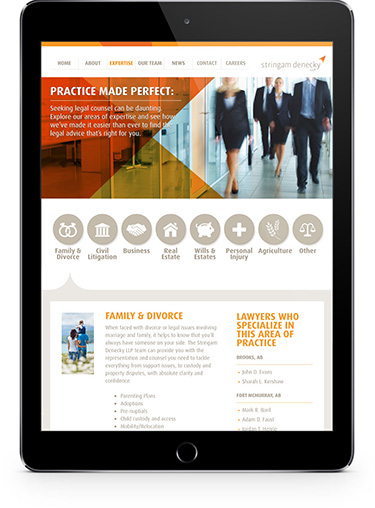 HOME ABOUT EXPERTISE OUR TEAM NEWS CONTACT CAREERS
stringam denecky
LLP
PRACTICE MADE PERFECT:
Seeking legal counsel can be daunting.
Explore our areas of expertise and see how
we've made it easier than ever to find the
legal advice that's right for you.
Family &
Divorce
Civil
Litigation
Business
Real
Estate
Wills &
Estates
Personal
Injury
Agriculture
Other
FAMILY & DIVORCE
When faced with divorce or legal issues involving
marriage and family, it helps to know that you'll
always have someone on your side. The Stringam
Denecky LLP team can provide you with the
representation and counsel you need to tackle
everything from support issues, to custody and
property disputes, with absolute clarity and
confidence.
• Parenting Plans
• Adoptions
• Pre-nuptials
• Child custody and access
• Mobility/Relocation
LAWYERS WHO
SPECIALIZE IN
THIS AREA OF
PRACTICE
BROOKS, AB
John D. Evans
Sharah L. Kershaw
FORT MCMURRAY, AB
Mark R. Baril
Adam D. Faust